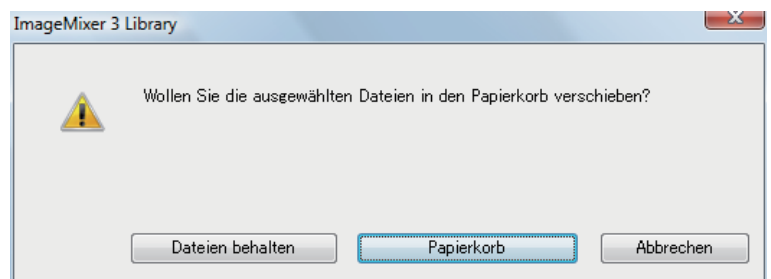 ImageMixer 3 Library
Wollen Sie die ausgewählten Dateien in den Papierkorb verschieben?
Dateien behalten
Papierkorb
Abbrechen